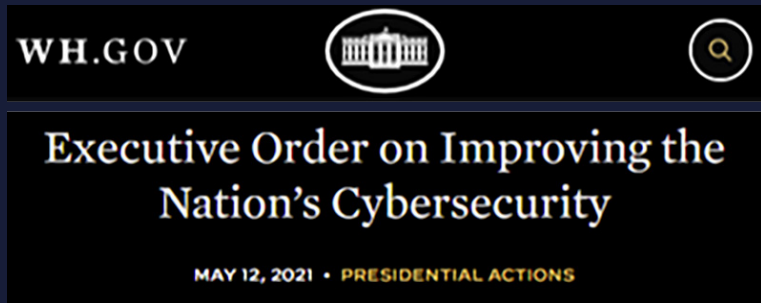 WH.GOV
Executive Order on Improving the
Nation's Cybersecurity
MAY 12, 2021 • PRESIDENTIAL ACTIONS